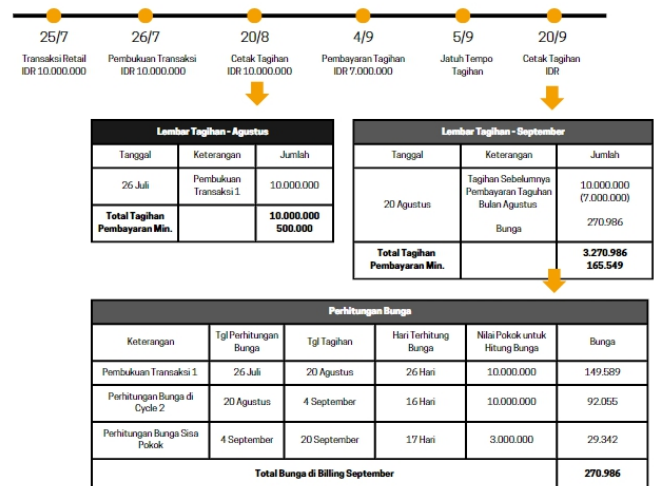 25/7 26/7 20/8 4/9 5/9 20/9
Transaksi Retail Pembukuan Transaksi Cetak Tagihan Pembayaran Tagihan Jatuh Tempo Cetak Tagihan
IDR 10.000.000 IDR 10.000.000 IDR 10.000.000 IDR 7.000.000 Tagihan IDR
Lembar Tagihan - Agustus
Tanggal Keterangan Jumlah
26 Juli Pembukuan Transaksi 1 10.000.000
Total Tagihan 10.000.000
Pembayaran Min. 500.000
Lembar Tagihan - September
Tanggal Keterangan Jumlah
20 Agustus
Tagihan Sebelumnya 10.000.000
Pembayaran Taguhan (7.000.000)
Bulan Agustus
Bunga 270.986
Total Tagihan 3.270.986
Pembayaran Min. 165.549
Perhitungan Bunga
Keterangan Tgl Perhitungan Bunga Tgl Tagihan Hari Terhitung Bunga Nilai Pokok untuk Hitung Bunga Bunga
Pembukuan Transaksi 1 26 Juli 20 Agustus 26 Hari 10.000.000 149.589
Perhitungan Bunga di Cycle 2 20 Agustus 4 September 16 Hari 10.000.000 92.055
Perhitungan Bunga Sisa Pokok 4 September 20 September 17 Hari 3.000.000 29.342
Total Bunga di Billing September 270.986